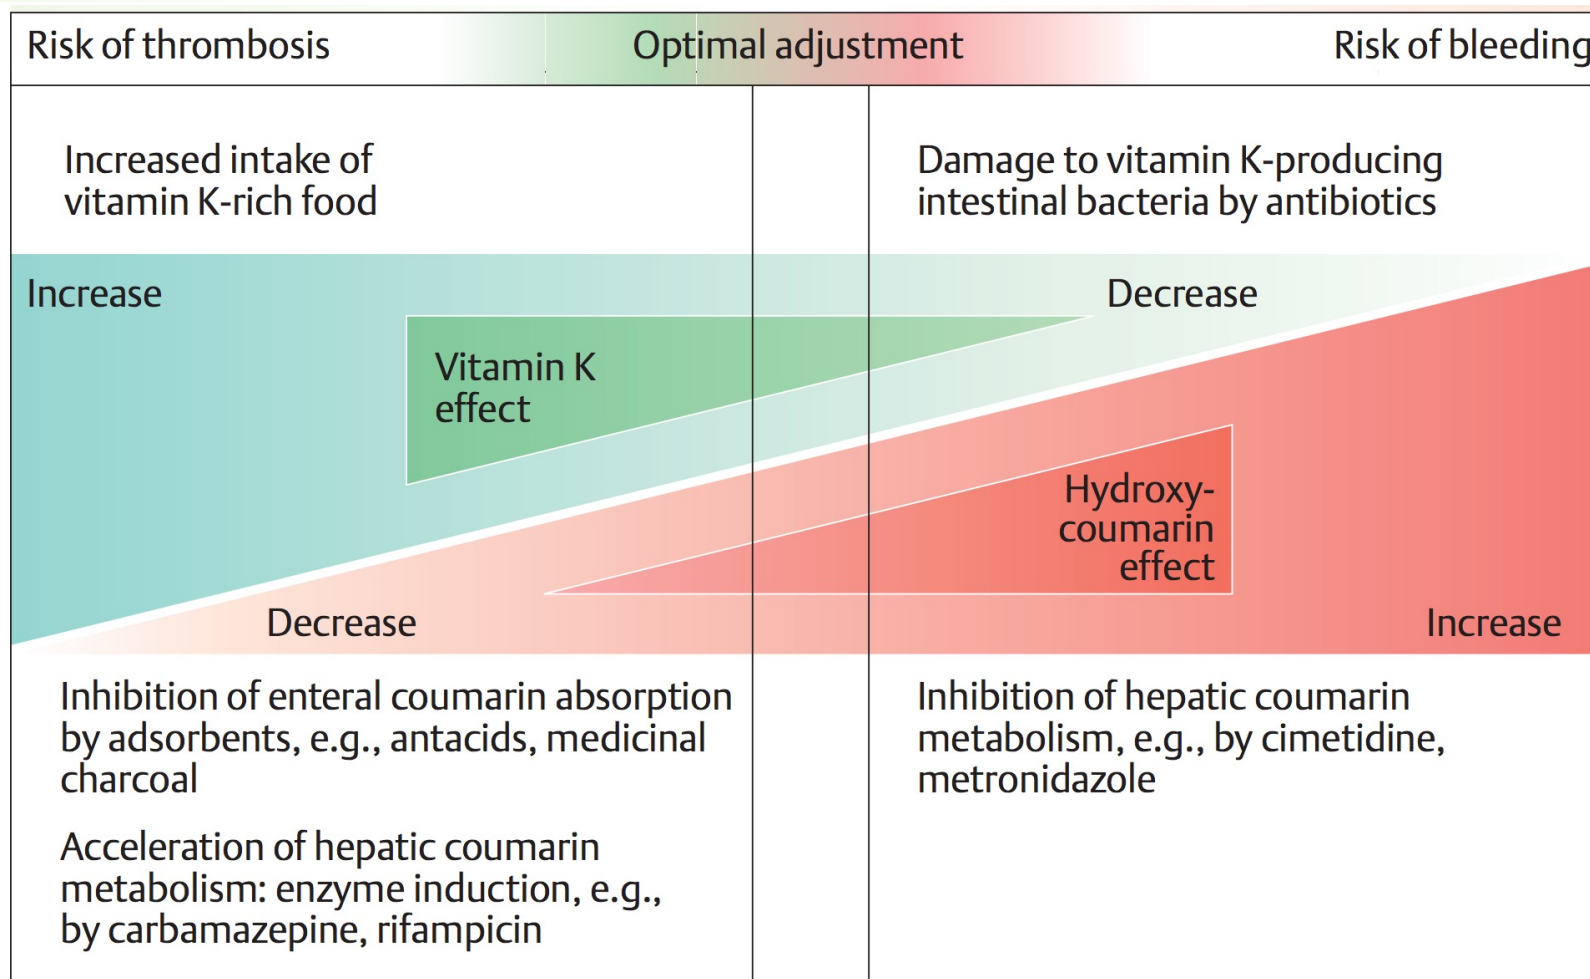 Risk of thrombosis
Optimal adjustment
Risk of bleeding
Increased intake of
vitamin K-rich food
Damage to vitamin K-producing
intestinal bacteria by antibiotics
Increase
Decrease
Vitamin K
effect
Hydroxy-
coumarin
effect
Decrease
Increase
Inhibition of enteral coumarin absorption
by adsorbents, e.g., antacids, medicinal
charcoal
Acceleration of hepatic coumarin
metabolism: enzyme induction, e.g.,
by carbamazepine, rifampicin
Inhibition of hepatic coumarin
metabolism, e.g., by cimetidine,
metronidazole